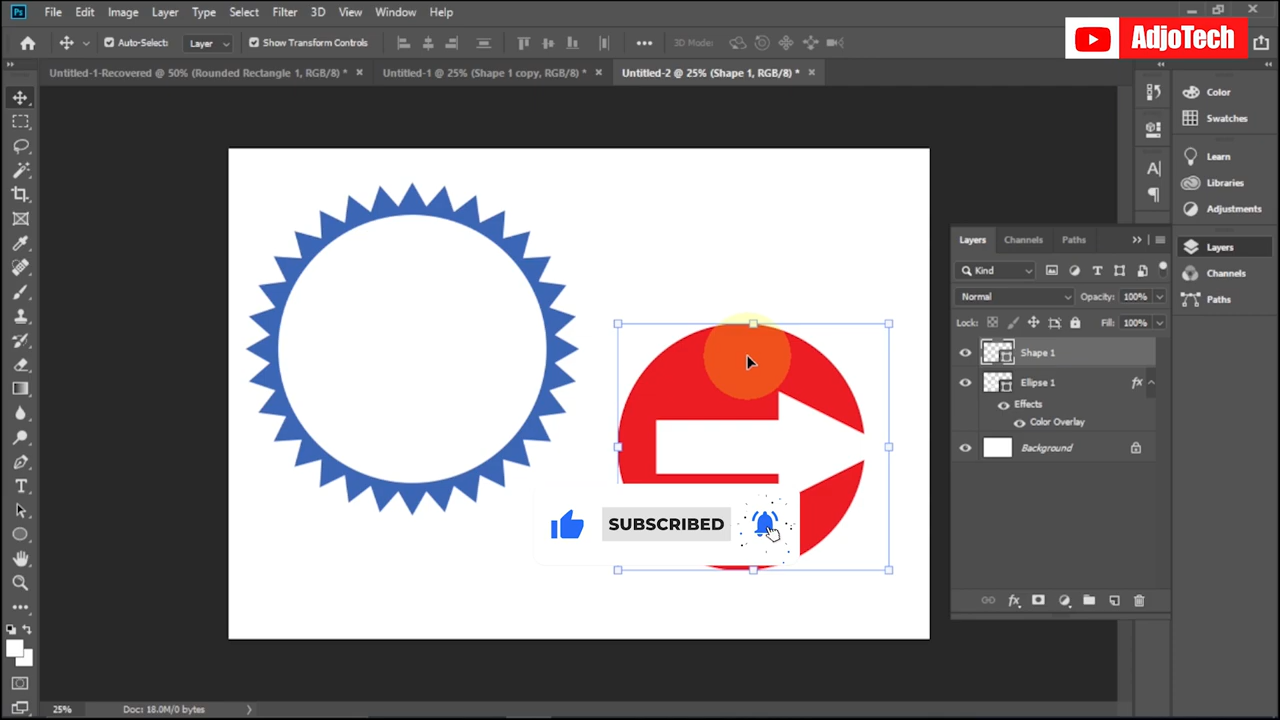 Ps File Edit Image Layer Type Select Filter 3D View Window Help
AdjoTech
Auto-Select: Layer Show Transform Controls 3D Mode:
Untitled-1-Recovered @ 50% (Rounded Rectangle 1, RGB/8) * Untitled-1 @ 25% (Shape 1 copy, RGB/8) * Untitled-2 @ 25% (Shape 1, RGB/8) *
Color
Swatches
Learn
Libraries
Adjustments
Layers
Channels
Paths
Layers Channels Paths
Kind
Normal Opacity: 100%
Lock: Fill: 100%
Shape 1
Ellipse 1 fx
Effects
Color Overlay
Background
fx
SUBSCRIBED
25% Doc: 18.0M/0 bytes